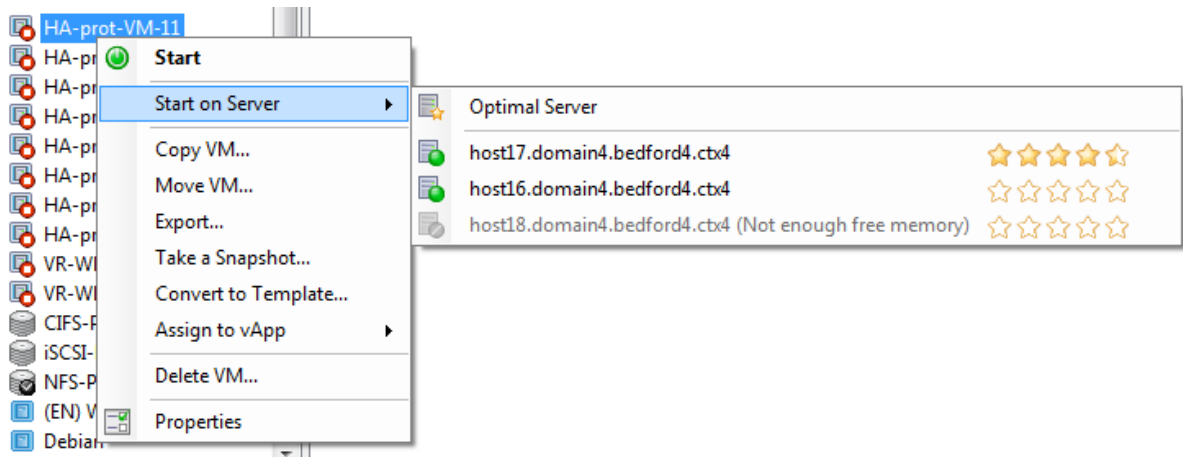 HA-prot-VM-11
HA-pr
HA-pr
HA-pr
HA-pr
HA-pr
HA-pr
HA-pr
VR-WI
VR-WI
CIFS-P
iSCSI-
NFS-P
(EN) V
Debian
Start
Start on Server
Copy VM...
Move VM...
Export...
Take a Snapshot...
Convert to Template...
Assign to vApp
Delete VM...
Properties
Optimal Server
host17.domain4.bedford4.ctx4
host16.domain4.bedford4.ctx4
host18.domain4.bedford4.ctx4 (Not enough free memory)